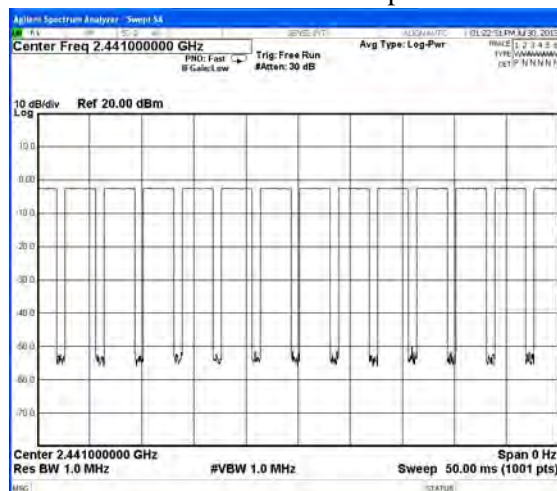 Agilent Spectrum Analyzer - Swept SA
Center Freq 2.441000000 GHz
PNO: Fast
IFGain:Low
Trig: Free Run
#Atten: 30 dB
Avg Type: Log-Pwr
01:22:51 PM Jul 30, 2013
TRACE 1 2 3 4 5 6
TYPE
DET P N N N N N
10 dB/div
Log
Ref 20.00 dBm
10.0
0.00
-10.0
-20.0
-30.0
-40.0
-50.0
-60.0
-70.0
Center 2.441000000 GHz
Span 0 Hz
Res BW 1.0 MHz
#VBW 1.0 MHz
Sweep 50.00 ms (1001 pts)
MSG
STATUS